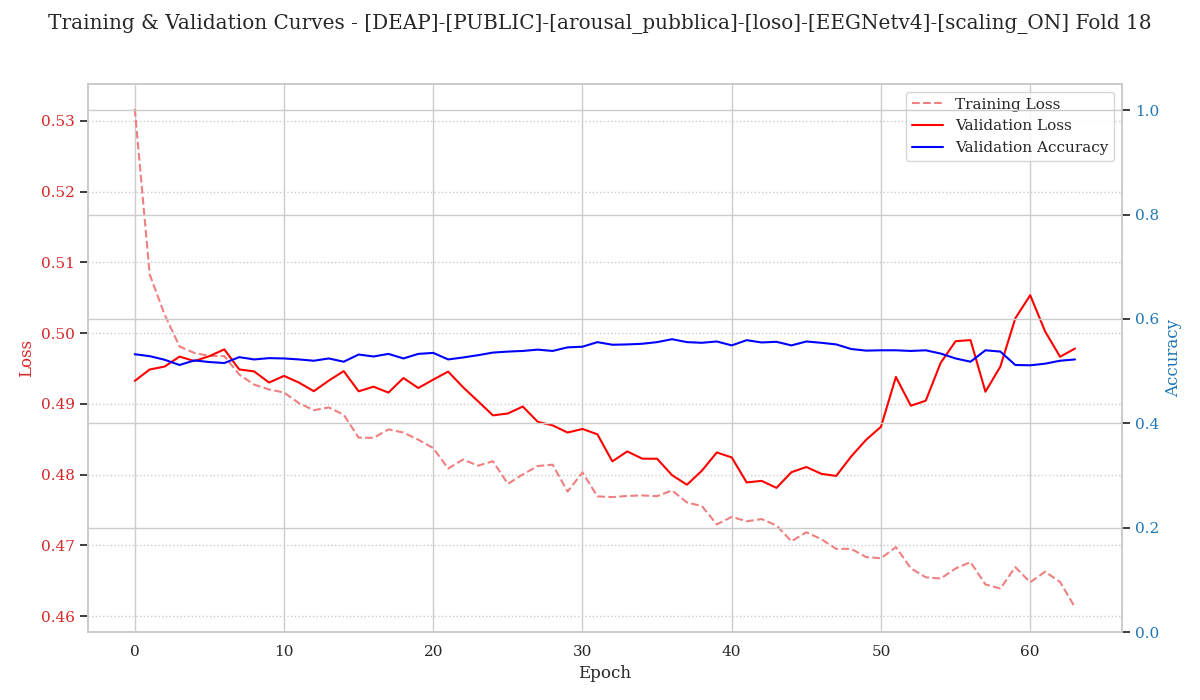 Training & Validation Curves - [DEAP]-[PUBLIC]-[arousal_pubblica]-[loso]-[EEGNetv4]-[scaling_ON] Fold 18
Training Loss
Validation Loss
Validation Accuracy
0.53
0.52
0.51
0.50
0.49
0.48
0.47
0.46
Loss
1.0
0.8
0.6
0.4
0.2
0.0
Accuracy
0 10 20 30 40 50 60
Epoch